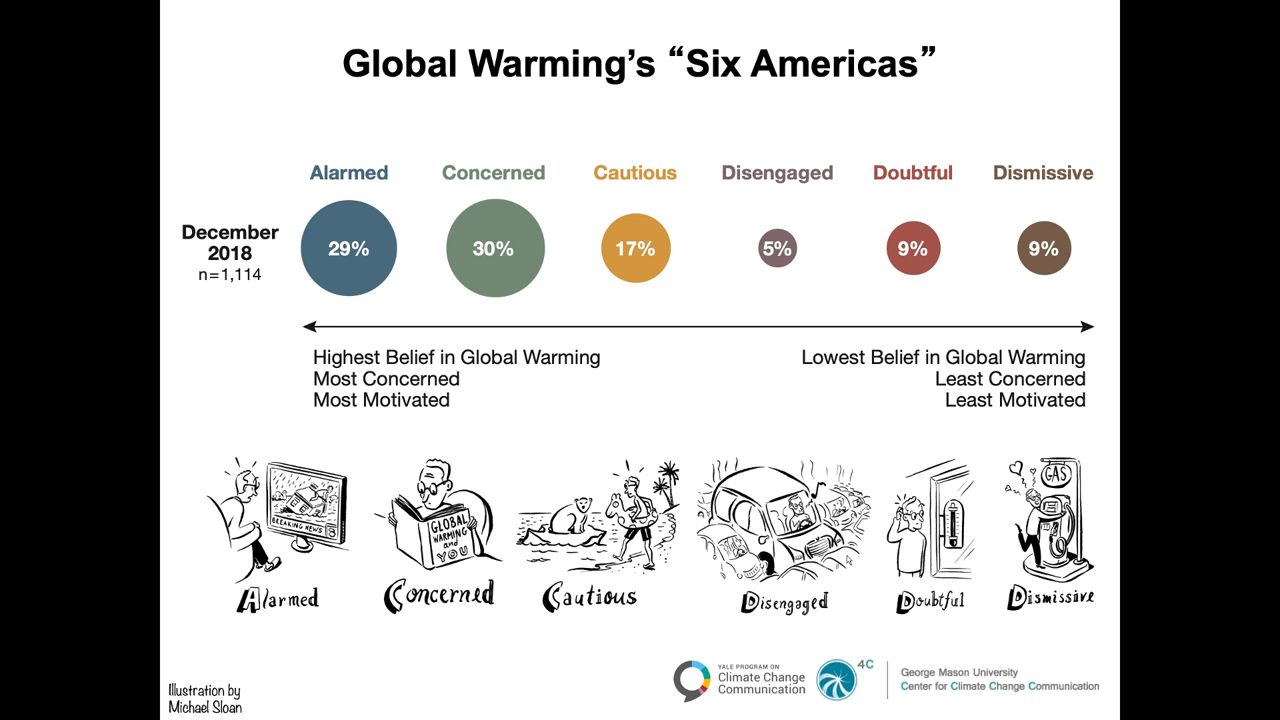 Global Warming’s “Six Americas”
Alarmed Concerned Cautious Disengaged Doubtful Dismissive
December
2018
n=1,114
29% 30% 17% 5% 9% 9%
Highest Belief in Global Warming
Most Concerned
Most Motivated
Lowest Belief in Global Warming
Least Concerned
Least Motivated
BREAKING NEWS
GLOBAL
WARMING
and
YOU
GAS
Alarmed Concerned Cautious Disengaged Doubtful Dismissive
Illustration by
Michael Sloan
YALE PROGRAM ON
Climate Change
Communication
4C
George Mason University
Center for Climate Change Communication